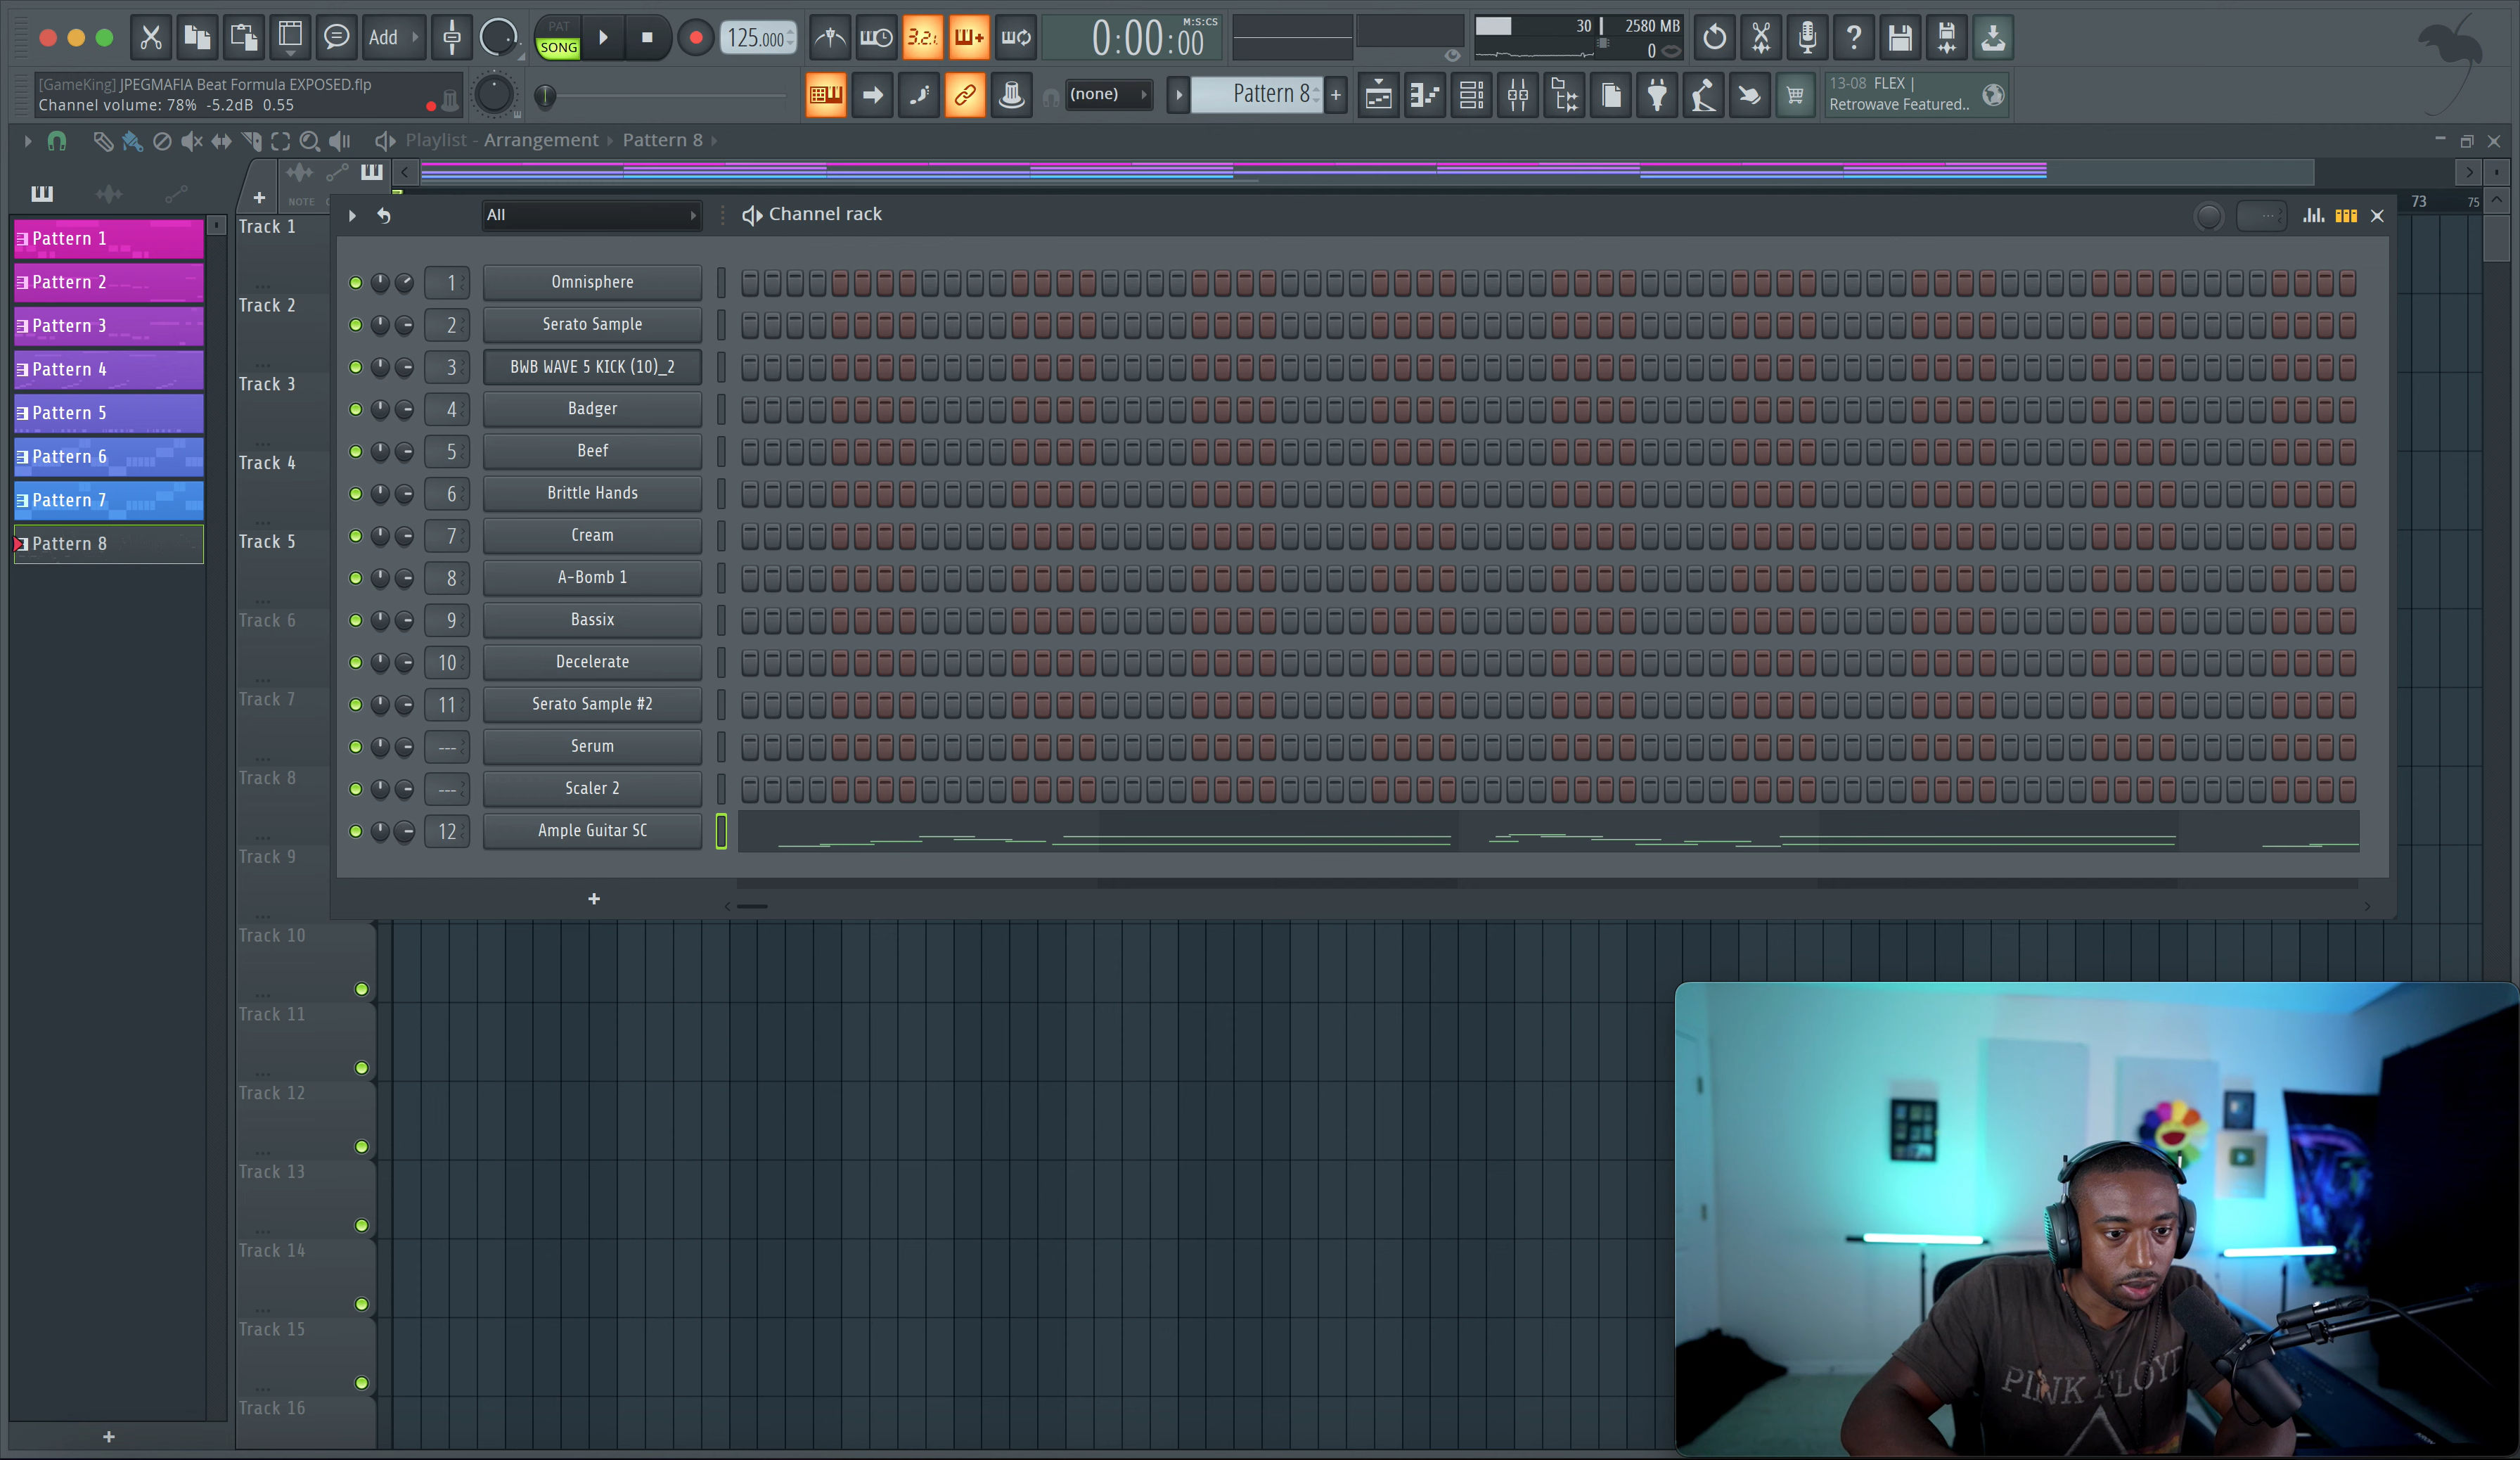 Add
PAT
SONG
125.000
3.2.
0:00:00
M:S:CS
30
2580 MB
0
?
[GameKing] JPEGMAFIA Beat Formula EXPOSED.flp
Channel volume: 78% -5.2dB 0.55
(none)
Pattern 8
+
13-08 FLEX |
Retrowave Featured..
Playlist - Arrangement
Pattern 8
NOTE
73
75
All
Channel rack
Pattern 1
Pattern 2
Pattern 3
Pattern 4
Pattern 5
Pattern 6
Pattern 7
Pattern 8
Track 1
Track 2
Track 3
Track 4
Track 5
Track 6
Track 7
Track 8
Track 9
Track 10
Track 11
Track 12
Track 13
Track 14
Track 15
Track 16
1 Omnisphere
2 Serato Sample
3 BWB WAVE 5 KICK (10)_2
4 Badger
5 Beef
6 Brittle Hands
7 Cream
8 A-Bomb 1
9 Bassix
10 Decelerate
11 Serato Sample #2
--- Serum
--- Scaler 2
12 Ample Guitar SC
+
+
PINK FLOYD